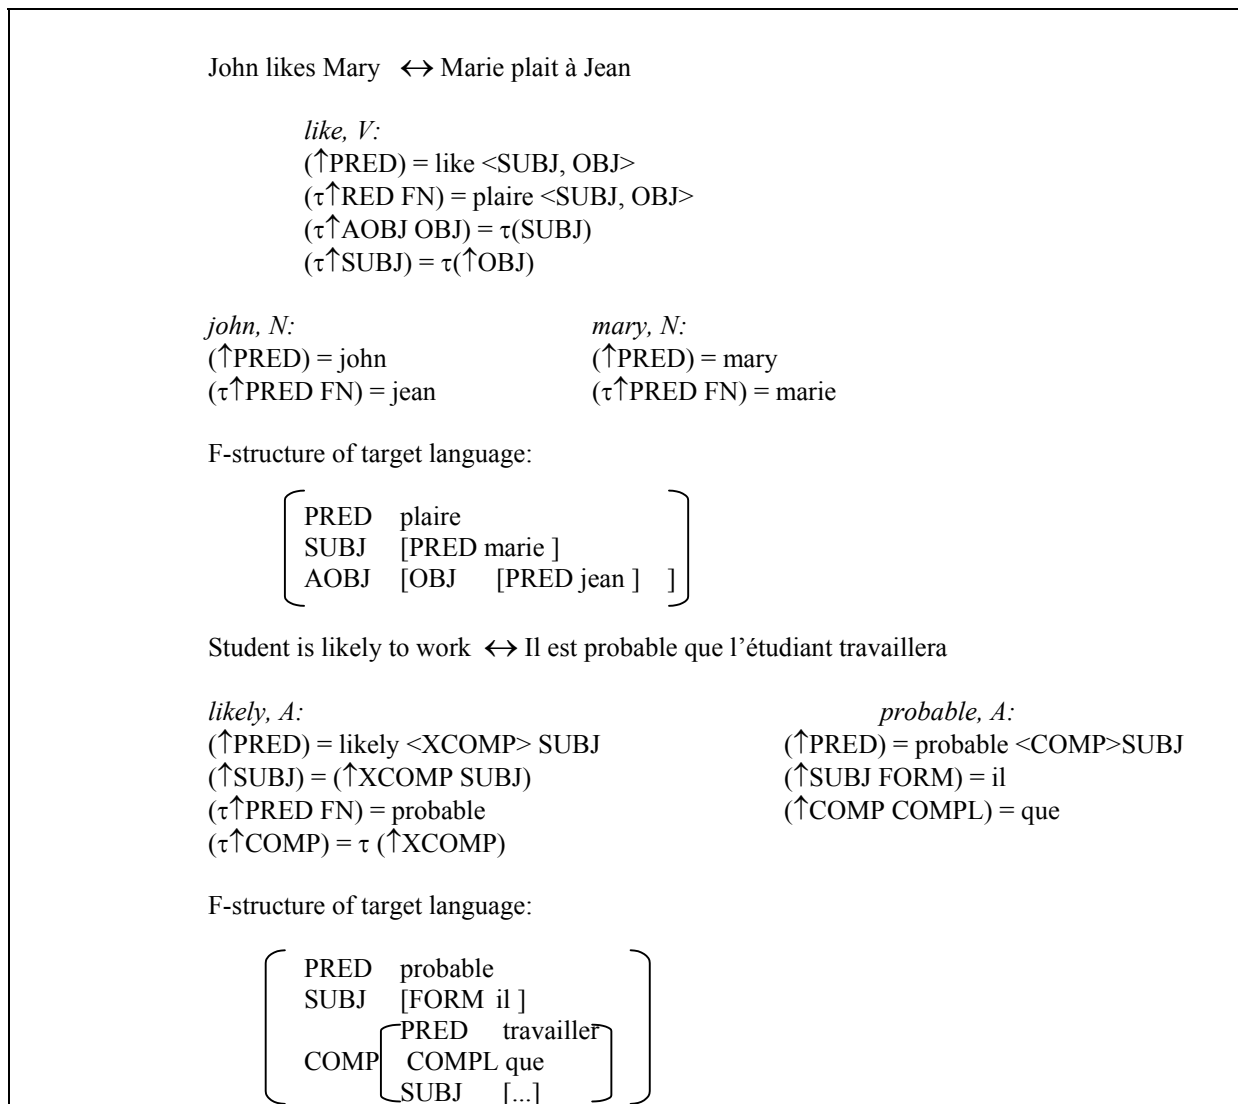 John likes Mary ↔ Marie plait à Jean
like, V:
(↑PRED) = like <SUBJ, OBJ>
(τ↑RED FN) = plaire <SUBJ, OBJ>
(τ↑AOBJ OBJ) = τ(SUBJ)
(τ↑SUBJ) = τ(↑OBJ)
john, N: mary, N:
(↑PRED) = john (↑PRED) = mary
(τ↑PRED FN) = jean (τ↑PRED FN) = marie
F-structure of target language:
PRED plaire
SUBJ [PRED marie ]
AOBJ [OBJ [PRED jean ] ]
Student is likely to work ↔ Il est probable que l’étudiant travaillera
likely, A: probable, A:
(↑PRED) = likely <XCOMP> SUBJ (↑PRED) = probable <COMP>SUBJ
(↑SUBJ) = (↑XCOMP SUBJ) (↑SUBJ FORM) = il
(τ↑PRED FN) = probable (↑COMP COMPL) = que
(τ↑COMP) = τ (↑XCOMP)
F-structure of target language:
PRED probable
SUBJ [FORM il ]
PRED travailler
COMP COMPL que
SUBJ [...]